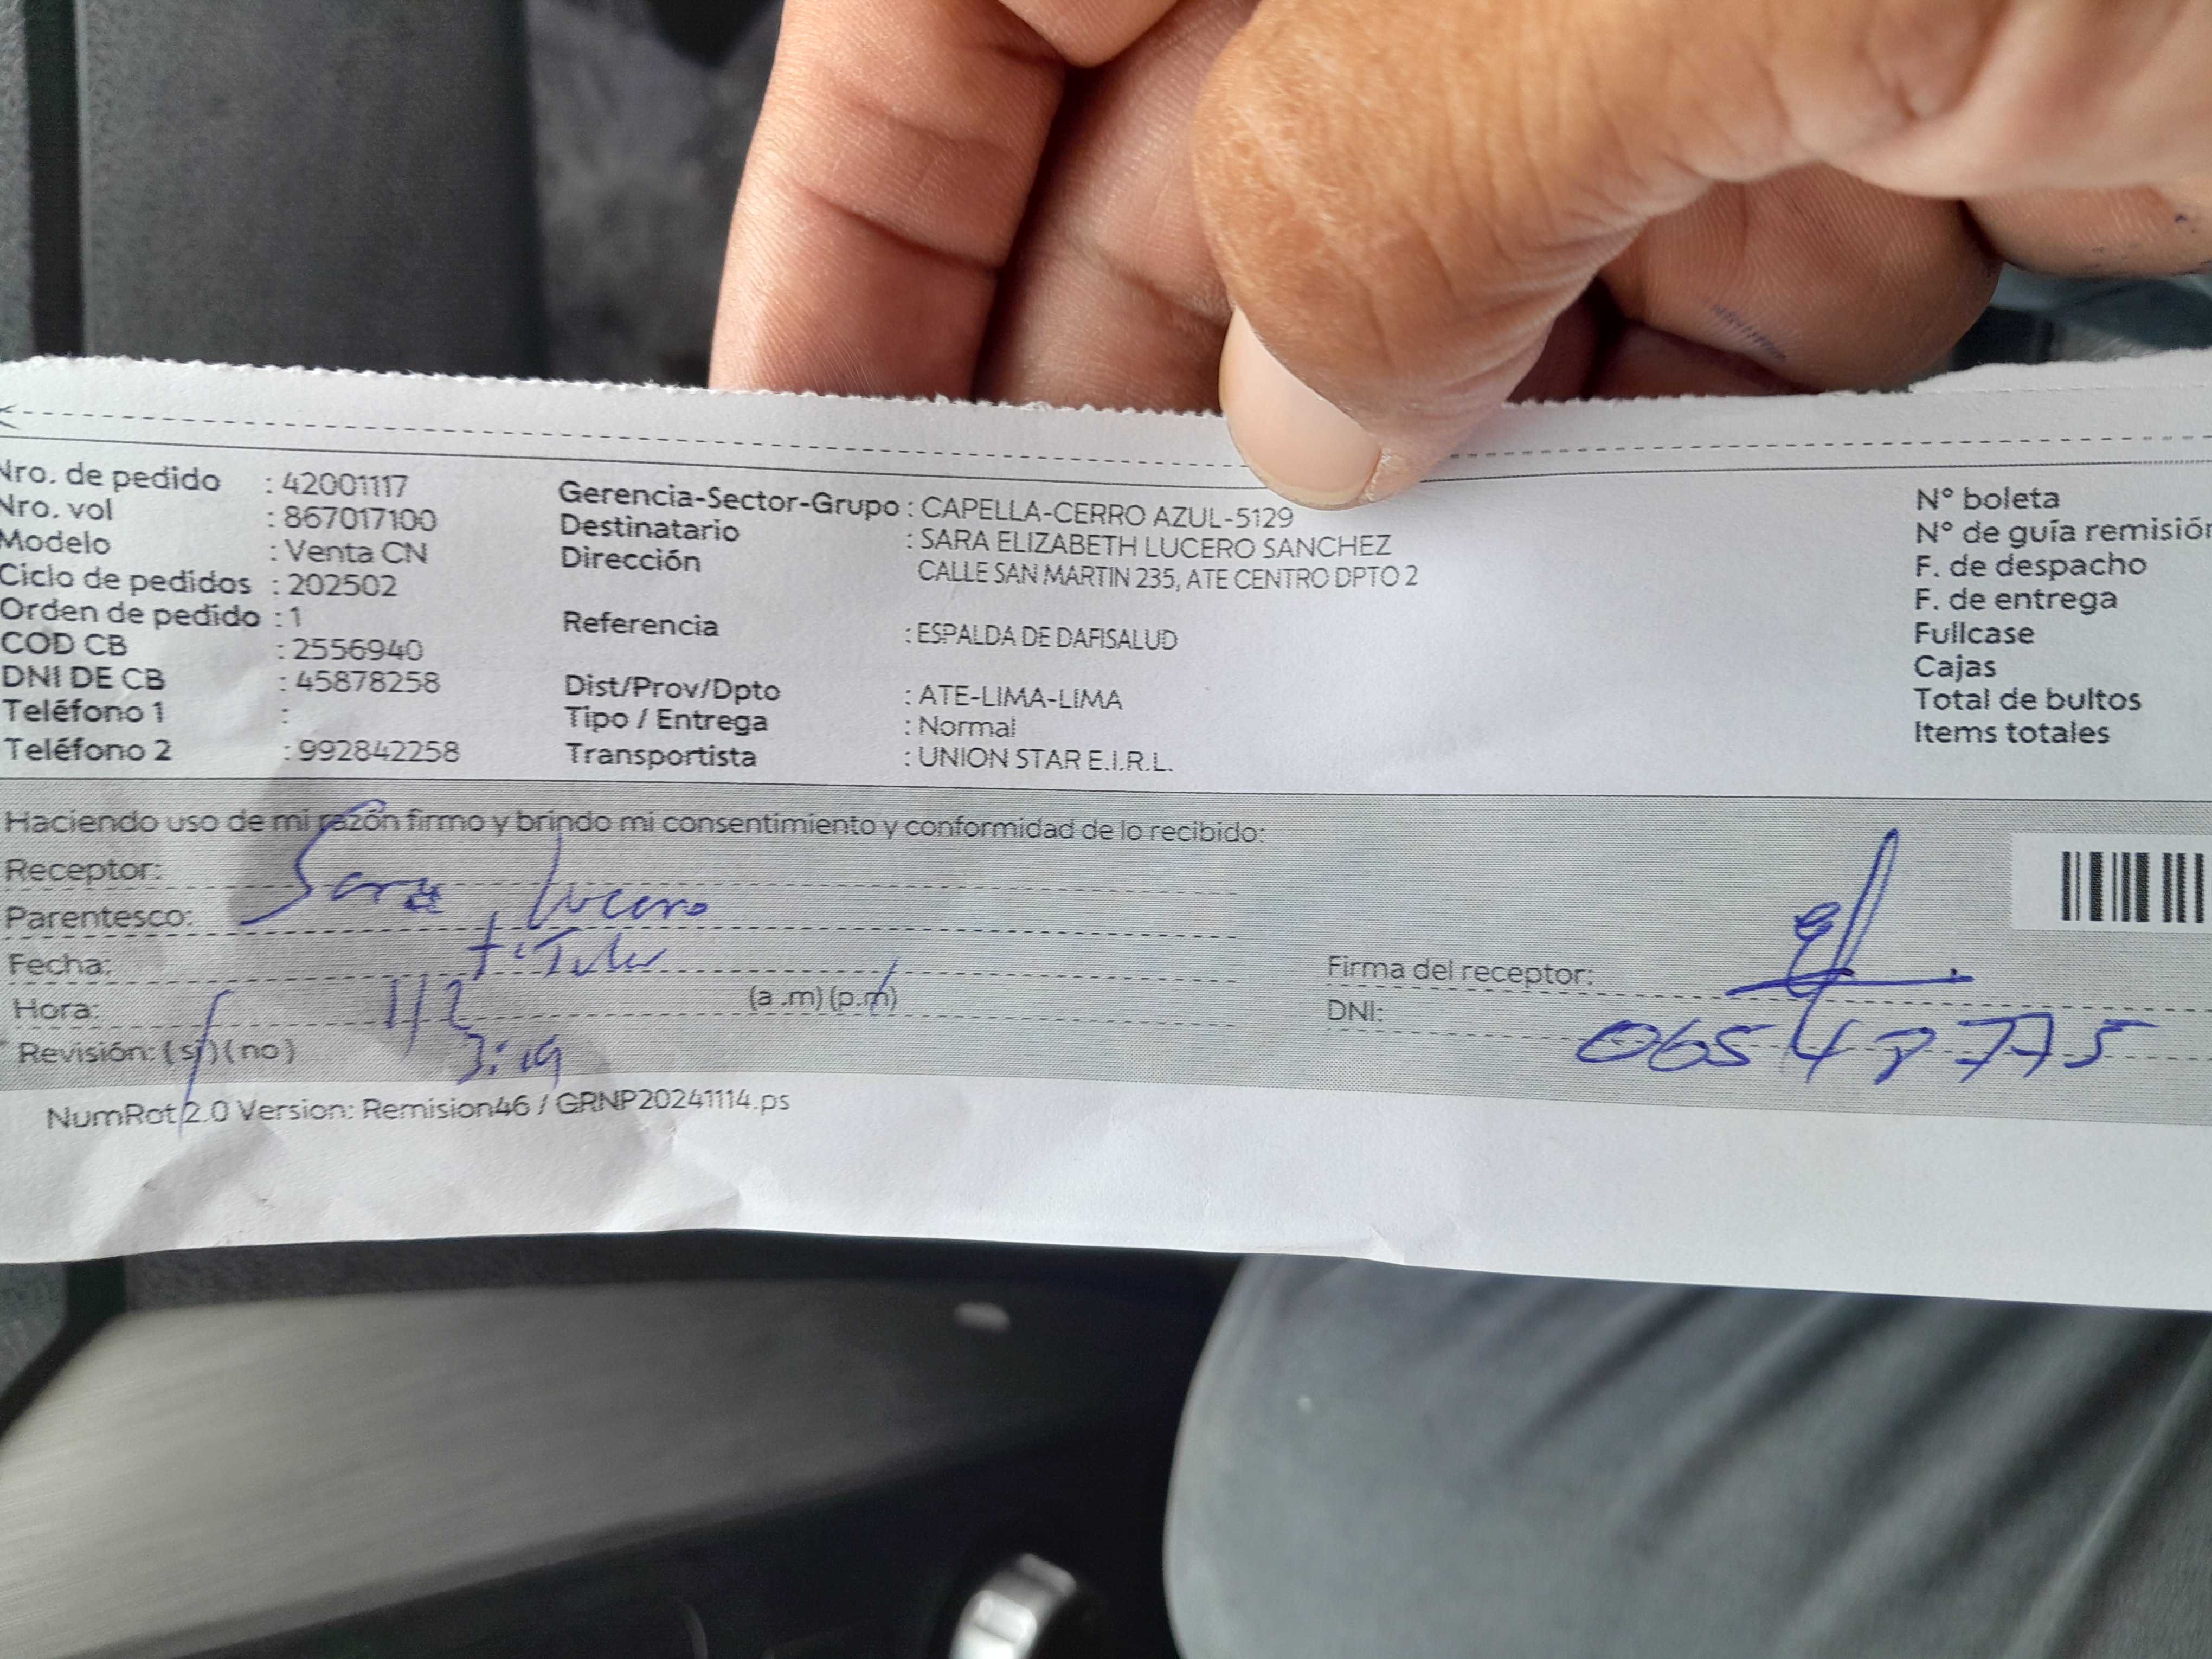 Nro. de pedido : 42001117
Nro. vol : 867017100
Modelo : Venta CN
Ciclo de pedidos : 202502
Orden de pedido : 1
COD CB : 2556940
DNI DE CB : 45878258
Teléfono 1 :
Teléfono 2 : 992842258
Gerencia-Sector-Grupo : CAPELLA-CERRO AZUL-5129
Destinatario : SARA ELIZABETH LUCERO SANCHEZ
Dirección CALLE SAN MARTIN 235, ATE CENTRO DPTO 2
Referencia : ESPALDA DE DAFISALUD
Dist/Prov/Dpto : ATE-LIMA-LIMA
Tipo / Entrega : Normal
Transportista : UNION STAR E.I.R.L.
N° boleta
N° de guía remisión
F. de despacho
F. de entrega
Fullcase
Cajas
Total de bultos
Items totales
Haciendo uso de mi razón firmo y brindo mi consentimiento y conformidad de lo recibido:
Receptor: Sara Lucero
Parentesco: titular
Fecha: 1/2
Hora: 3:19 (a .m) (p.m)
Revisión: ( si ) ( no )
Firma del receptor:
DNI: 06548775
NumRot 2.0 Version: Remision46 / GRNP20241114.ps